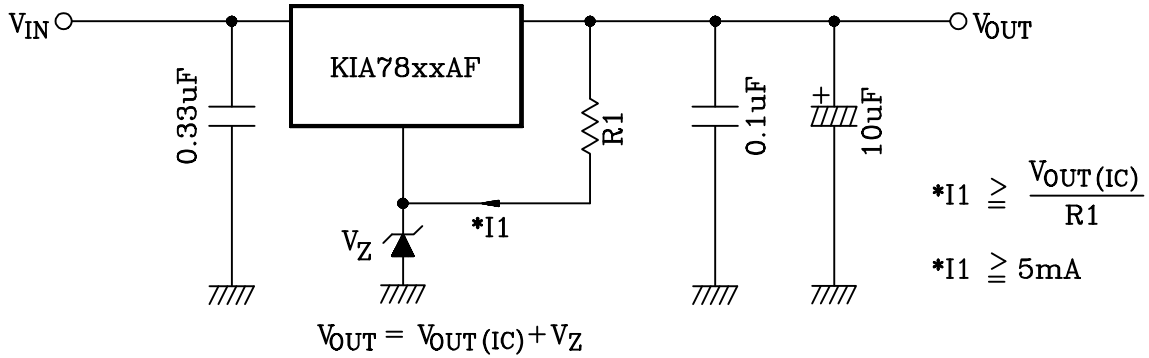 VIN
VOUT
KIA78xxAF
0.33uF
R1
0.1uF
+
10uF
*I1
VZ
*I1 ≧ VOUT(IC)
R1
*I1 ≧ 5mA
VOUT = VOUT(IC)+VZ